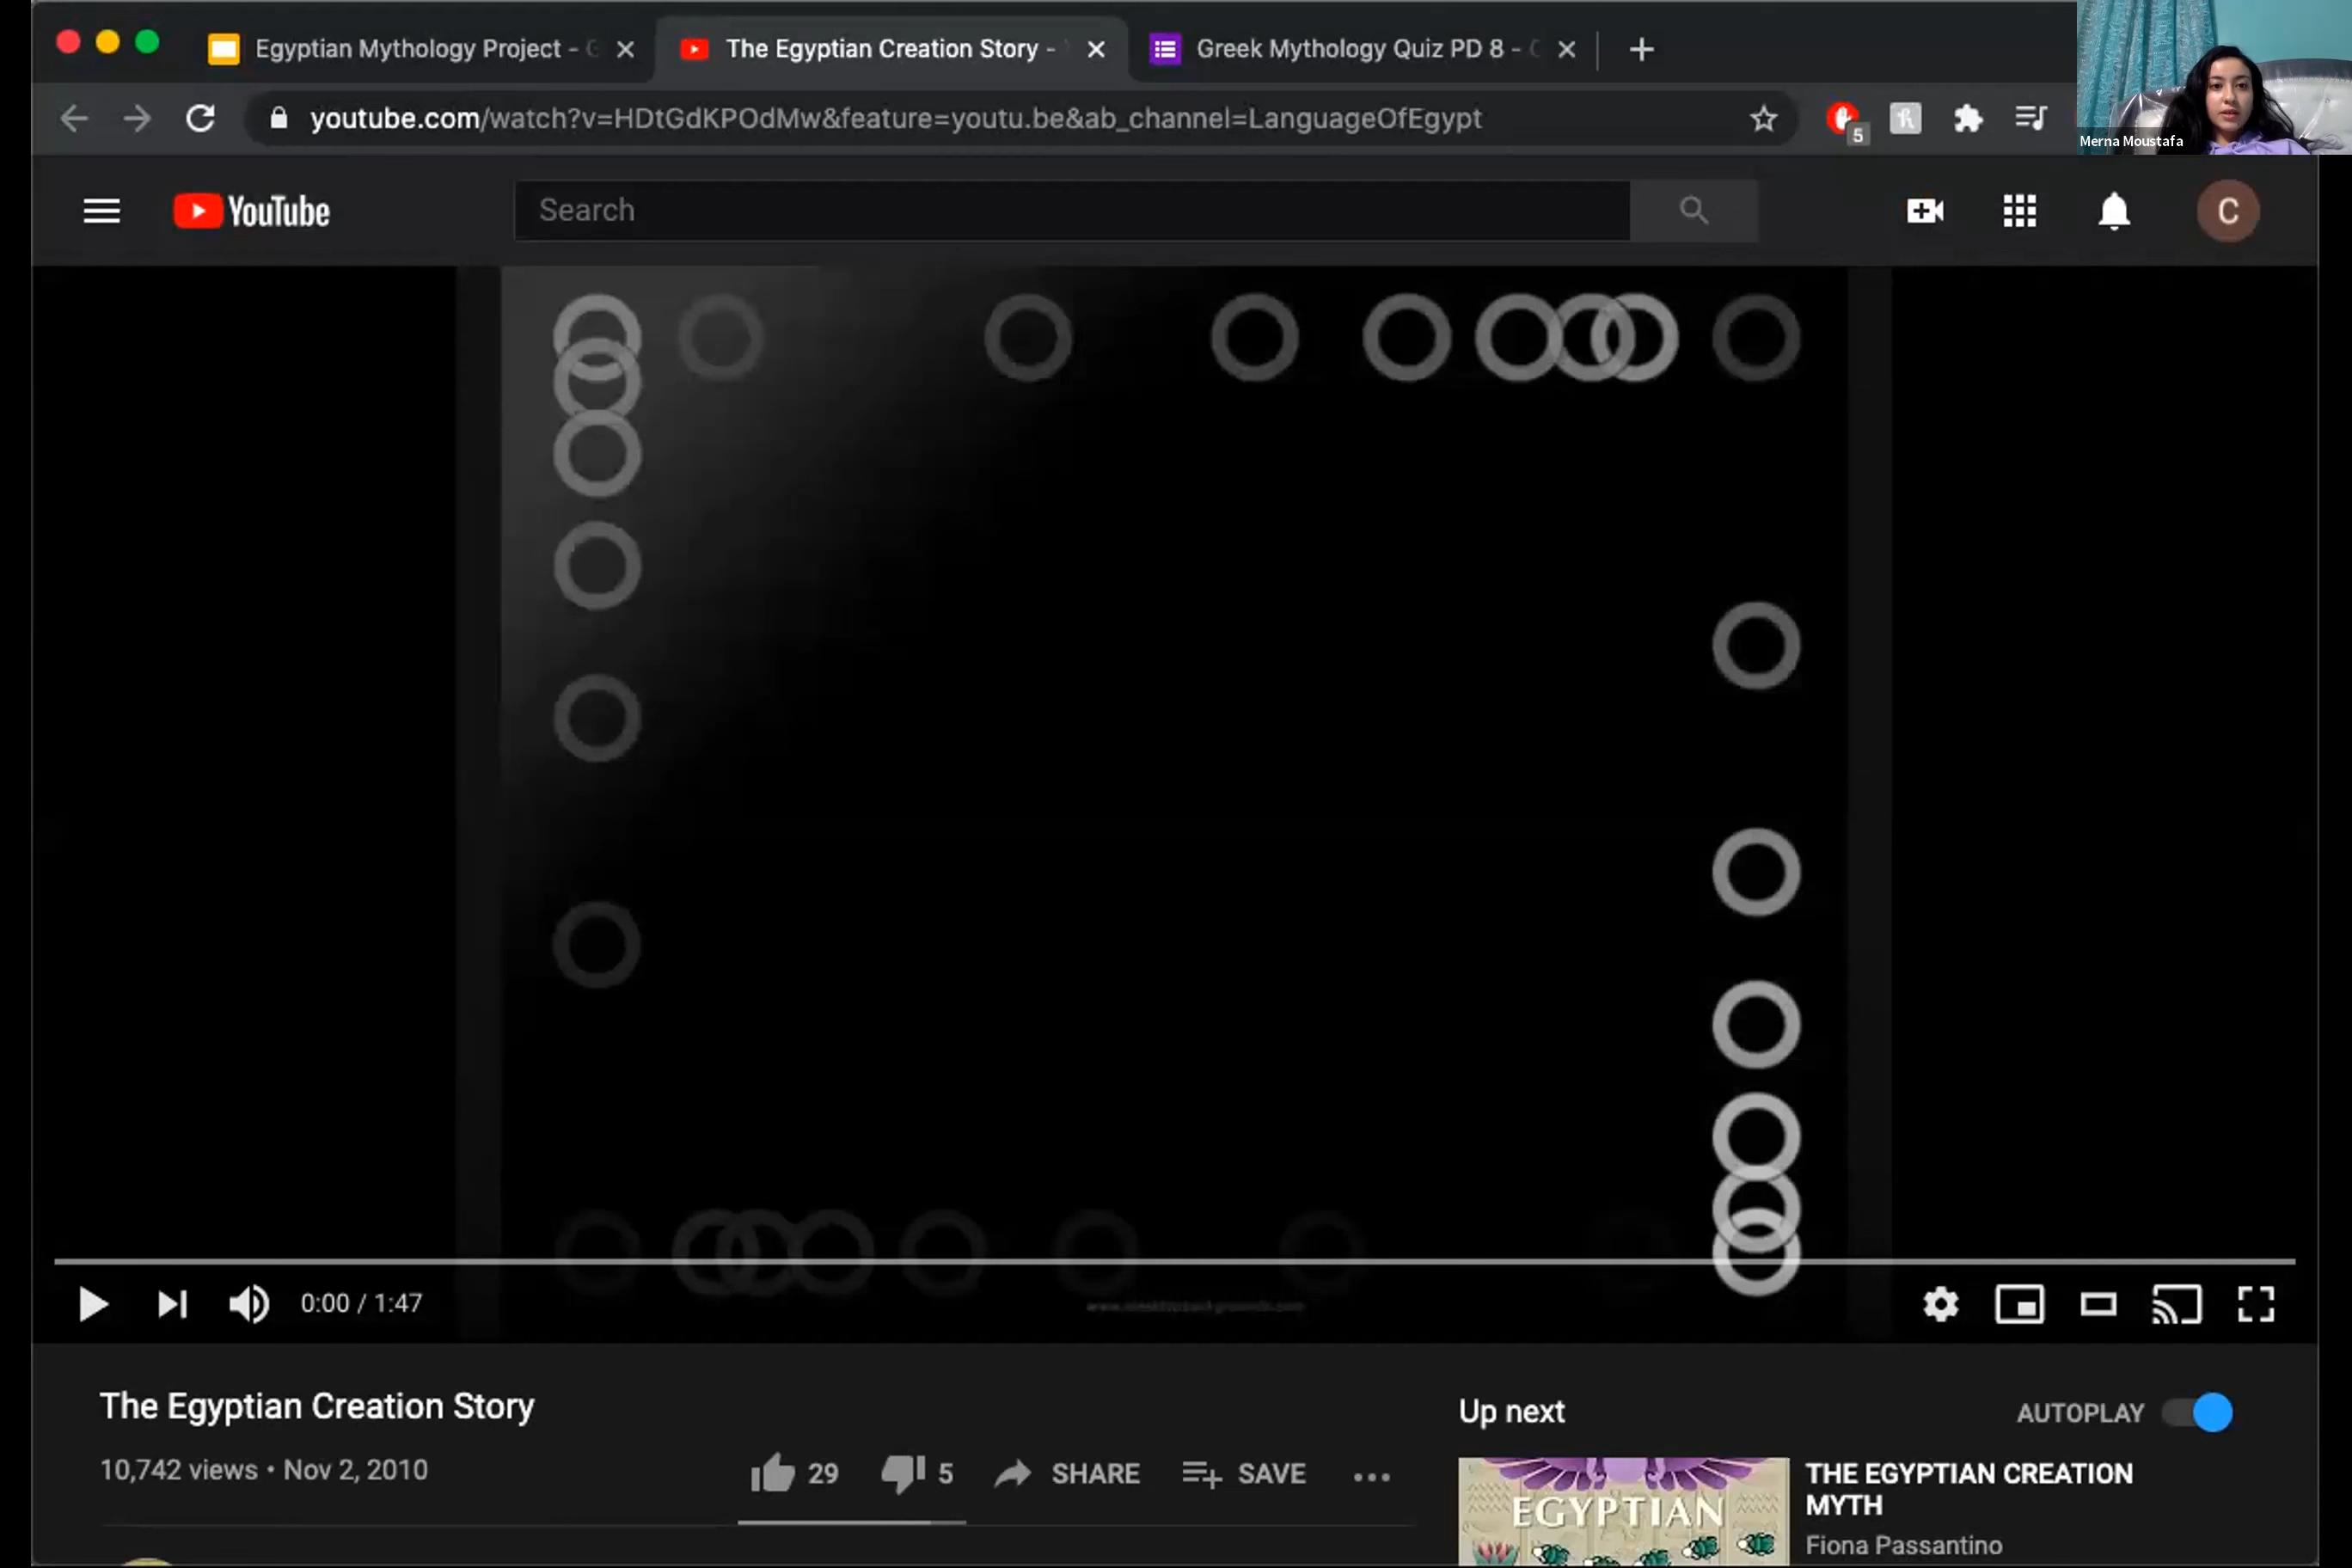 Egyptian Mythology Project - G
The Egyptian Creation Story -
Greek Mythology Quiz PD 8 -
youtube.com/watch?v=HDtGdKPOdMw&feature=youtu.be&ab_channel=LanguageOfEgypt
5
Merna Moustafa
YouTube
Search
C
0:00 / 1:47
The Egyptian Creation Story
10,742 views • Nov 2, 2010
29
5
SHARE
SAVE
Up next
AUTOPLAY
EGYPTIAN
THE EGYPTIAN CREATION
MYTH
Fiona Passantino